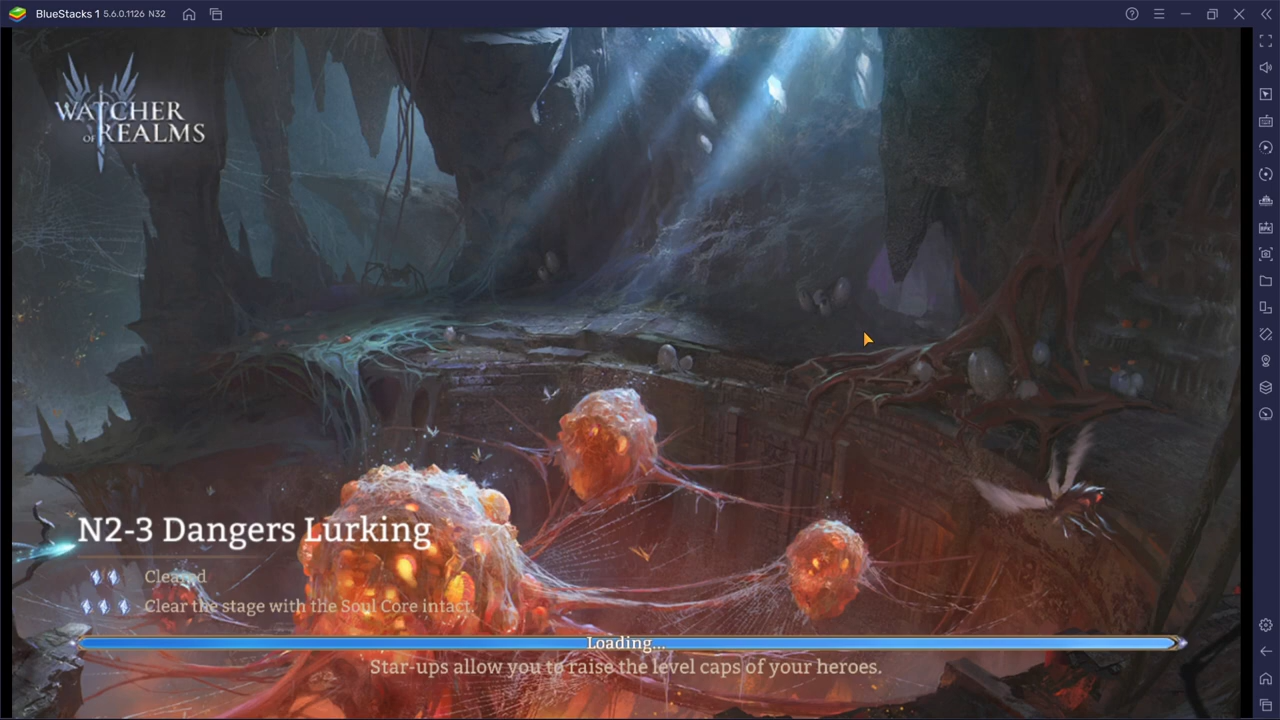 BlueStacks 1 5.6.0.1126 N32
WATCHER
OF REALMS
N2-3 Dangers Lurking
Cleared
Clear the stage with the Soul Core intact.
Loading...
Star-ups allow you to raise the level caps of your heroes.